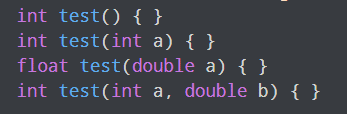 int test() { }
int test(int a) { }
float test(double a) { }
int test(int a, double b) { }